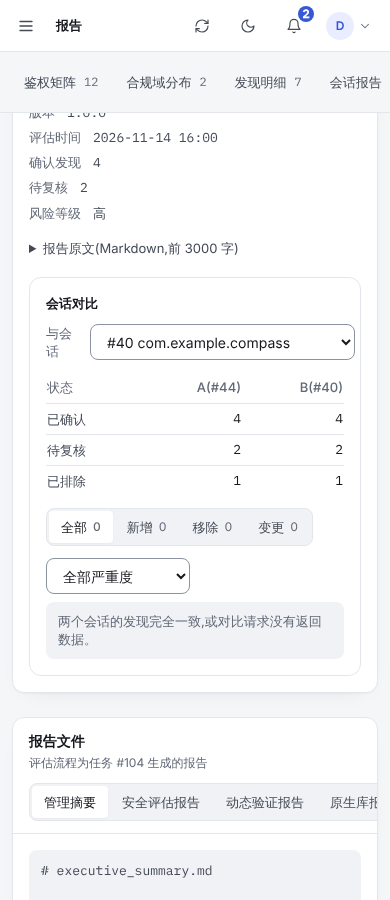 报告
2
D
鉴权矩阵 12 合规域分布 2 发现明细 7 会话报告
版本 1.0.0
评估时间 2026-11-14 16:00
确认发现 4
待复核 2
风险等级 高
▶ 报告原文(Markdown,前 3000 字)
会话对比
与会话 #40 com.example.compass
状态 A(#44) B(#40)
已确认 4 4
待复核 2 2
已排除 1 1
全部 0 新增 0 移除 0 变更 0
全部严重度
两个会话的发现完全一致,或对比请求没有返回
数据。
报告文件
评估流程为任务 #104 生成的报告
管理摘要 安全评估报告 动态验证报告 原生库
# executive_summary.md